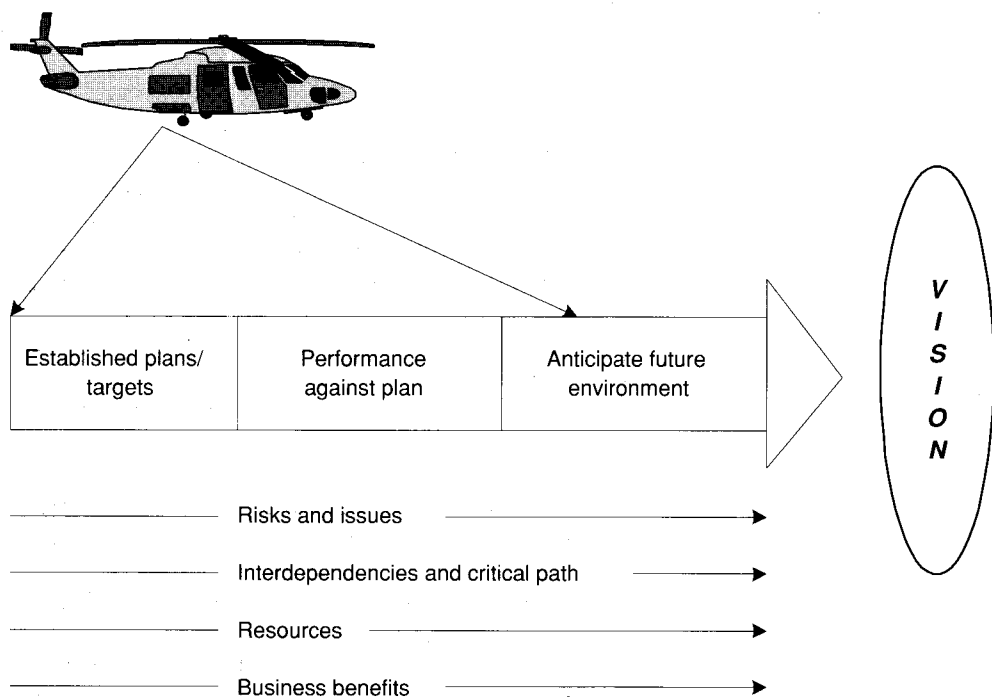 Established plans/
targets
Performance
against plan
Anticipate future
environment
VISION
Risks and issues
Interdependencies and critical path
Resources
Business benefits